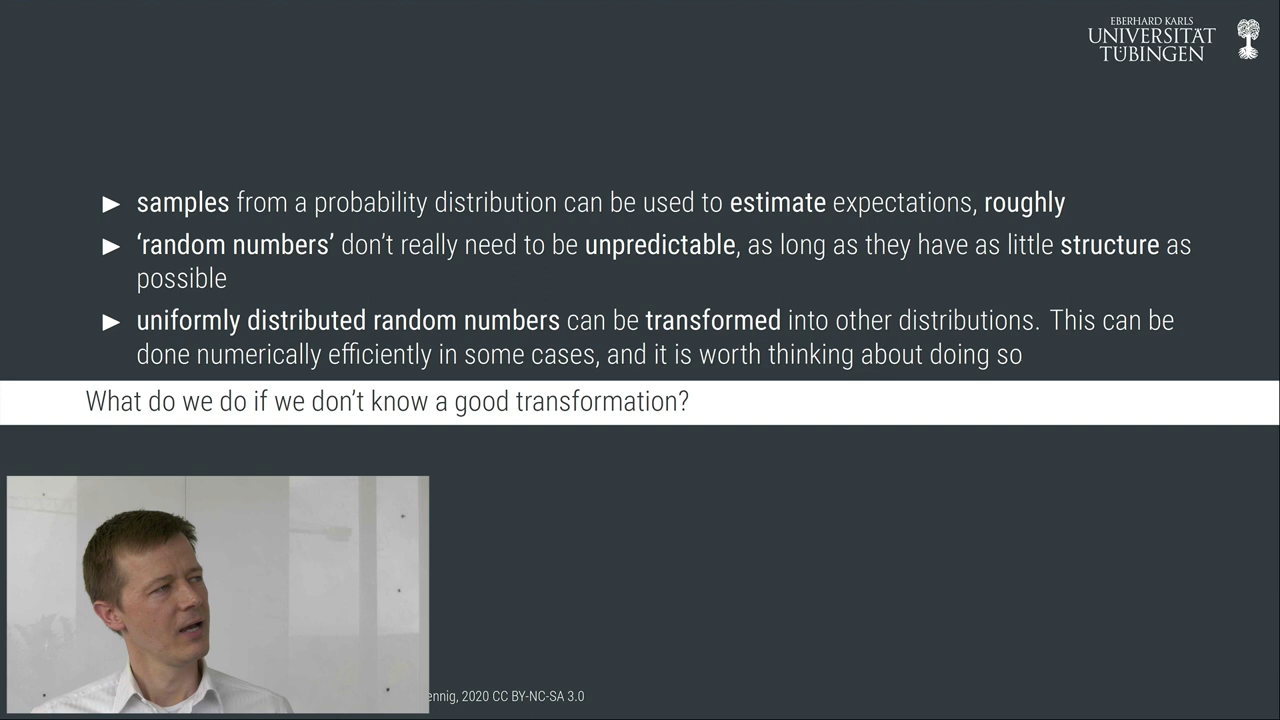 EBERHARD KARLS
UNIVERSITÄT
TÜBINGEN
► samples from a probability distribution can be used to estimate expectations, roughly
► ‘random numbers’ don’t really need to be unpredictable, as long as they have as little structure as
possible
► uniformly distributed random numbers can be transformed into other distributions. This can be
done numerically efficiently in some cases, and it is worth thinking about doing so
What do we do if we don’t know a good transformation?
ennig, 2020 CC BY-NC-SA 3.0